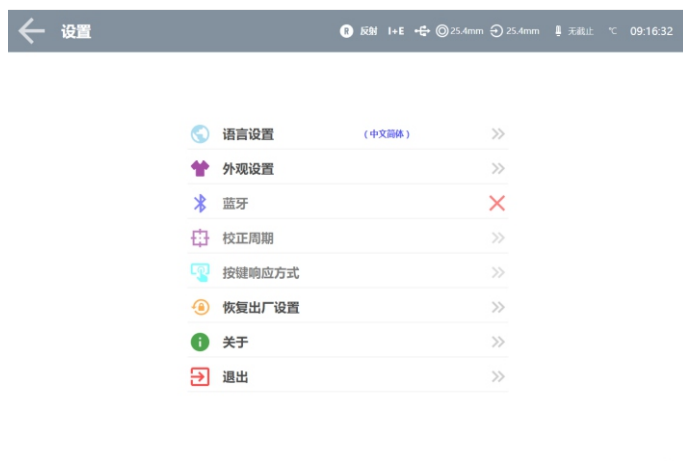 设置 R 反射 I+E 25.4mm 25.4mm 无截止 ℃ 09:16:32
语言设置 (中文简体)
外观设置
蓝牙
校正周期
按键响应方式
恢复出厂设置
关于
退出